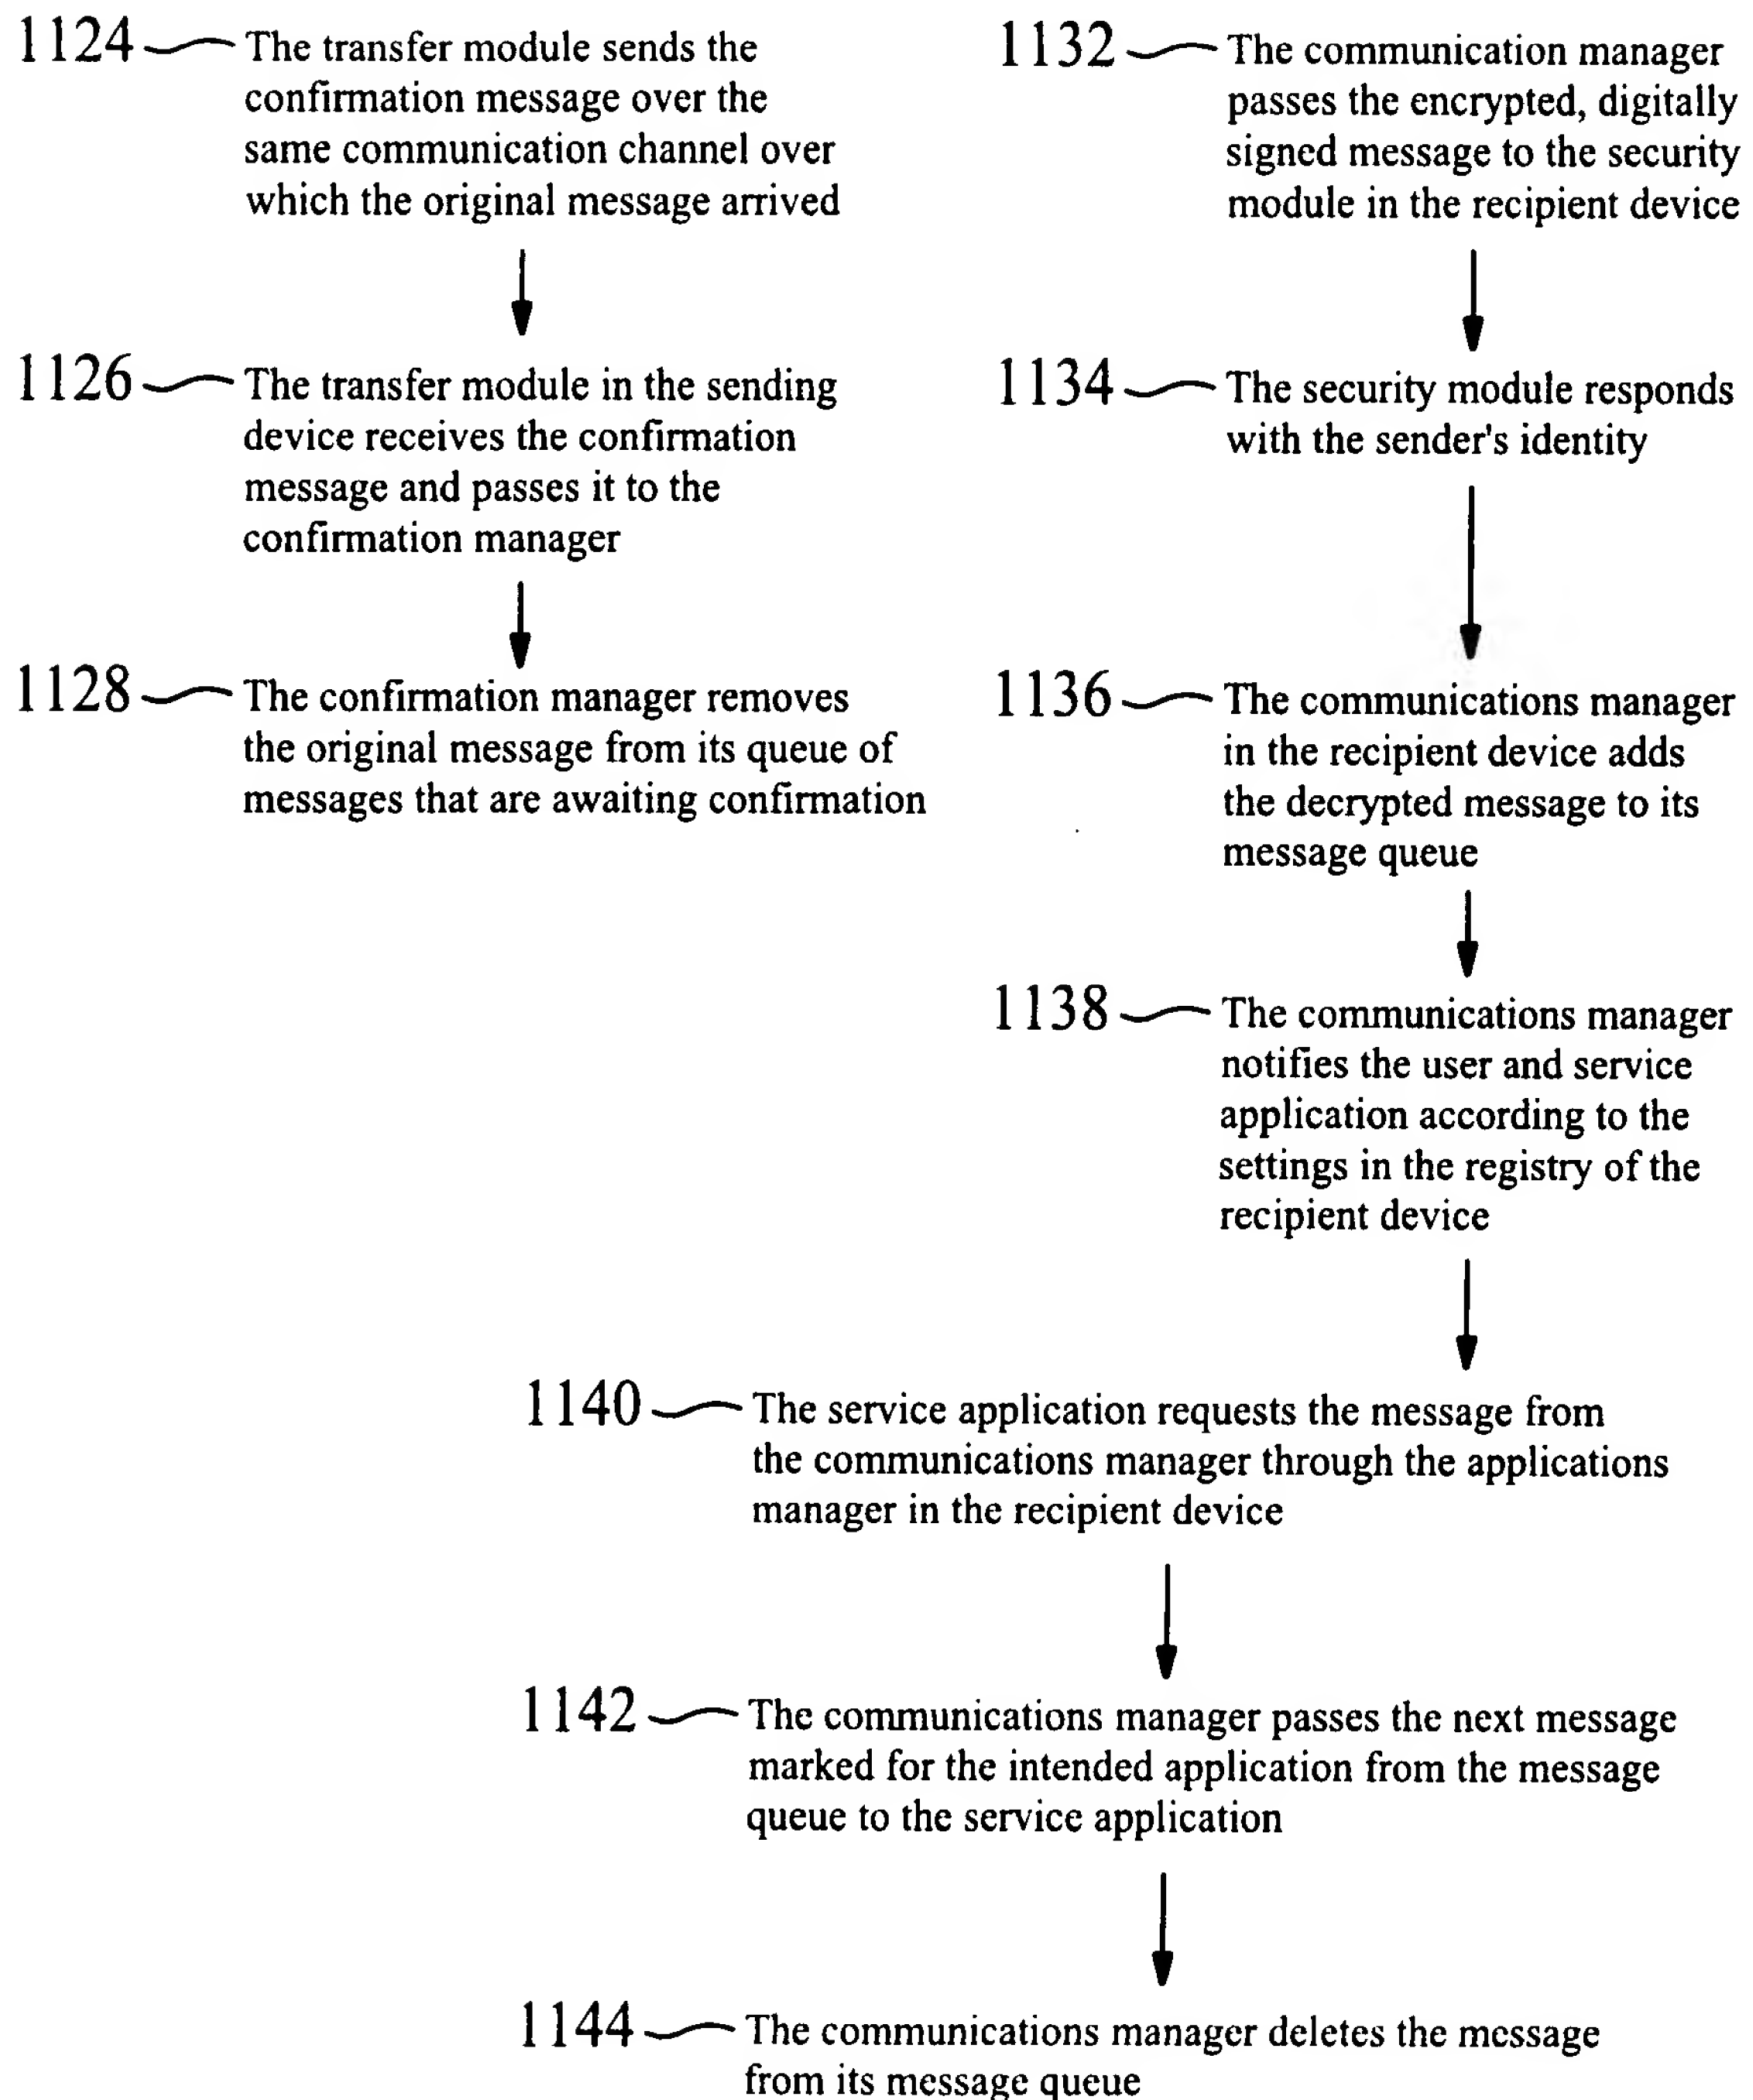 1124
The transfer module sends the
confirmation message over the
same communication channel over
which the original message arrived
1126
The transfer module in the sending
device receives the confirmation
message and passes it to the
confirmation manager
1128
The confirmation manager removes
the original message from its queue of
messages that are awaiting confirmation
1132
The communication manager
passes the encrypted, digitally
signed message to the security
module in the recipient device
1134
The security module responds
with the sender's identity
1136
The communications manager
in the recipient device adds
the decrypted message to its
message queue
1138
The communications manager
notifies the user and service
application according to the
settings in the registry of the
recipient device
1140
The service application requests the message from
the communications manager through the applications
manager in the recipient device
1142
The communications manager passes the next message
marked for the intended application from the message
queue to the service application
1144
The communications manager deletes the message
from its message queue